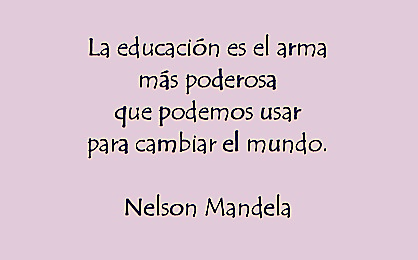 La educación es el arma
más poderosa
que podemos usar
para cambiar el mundo.
Nelson Mandela